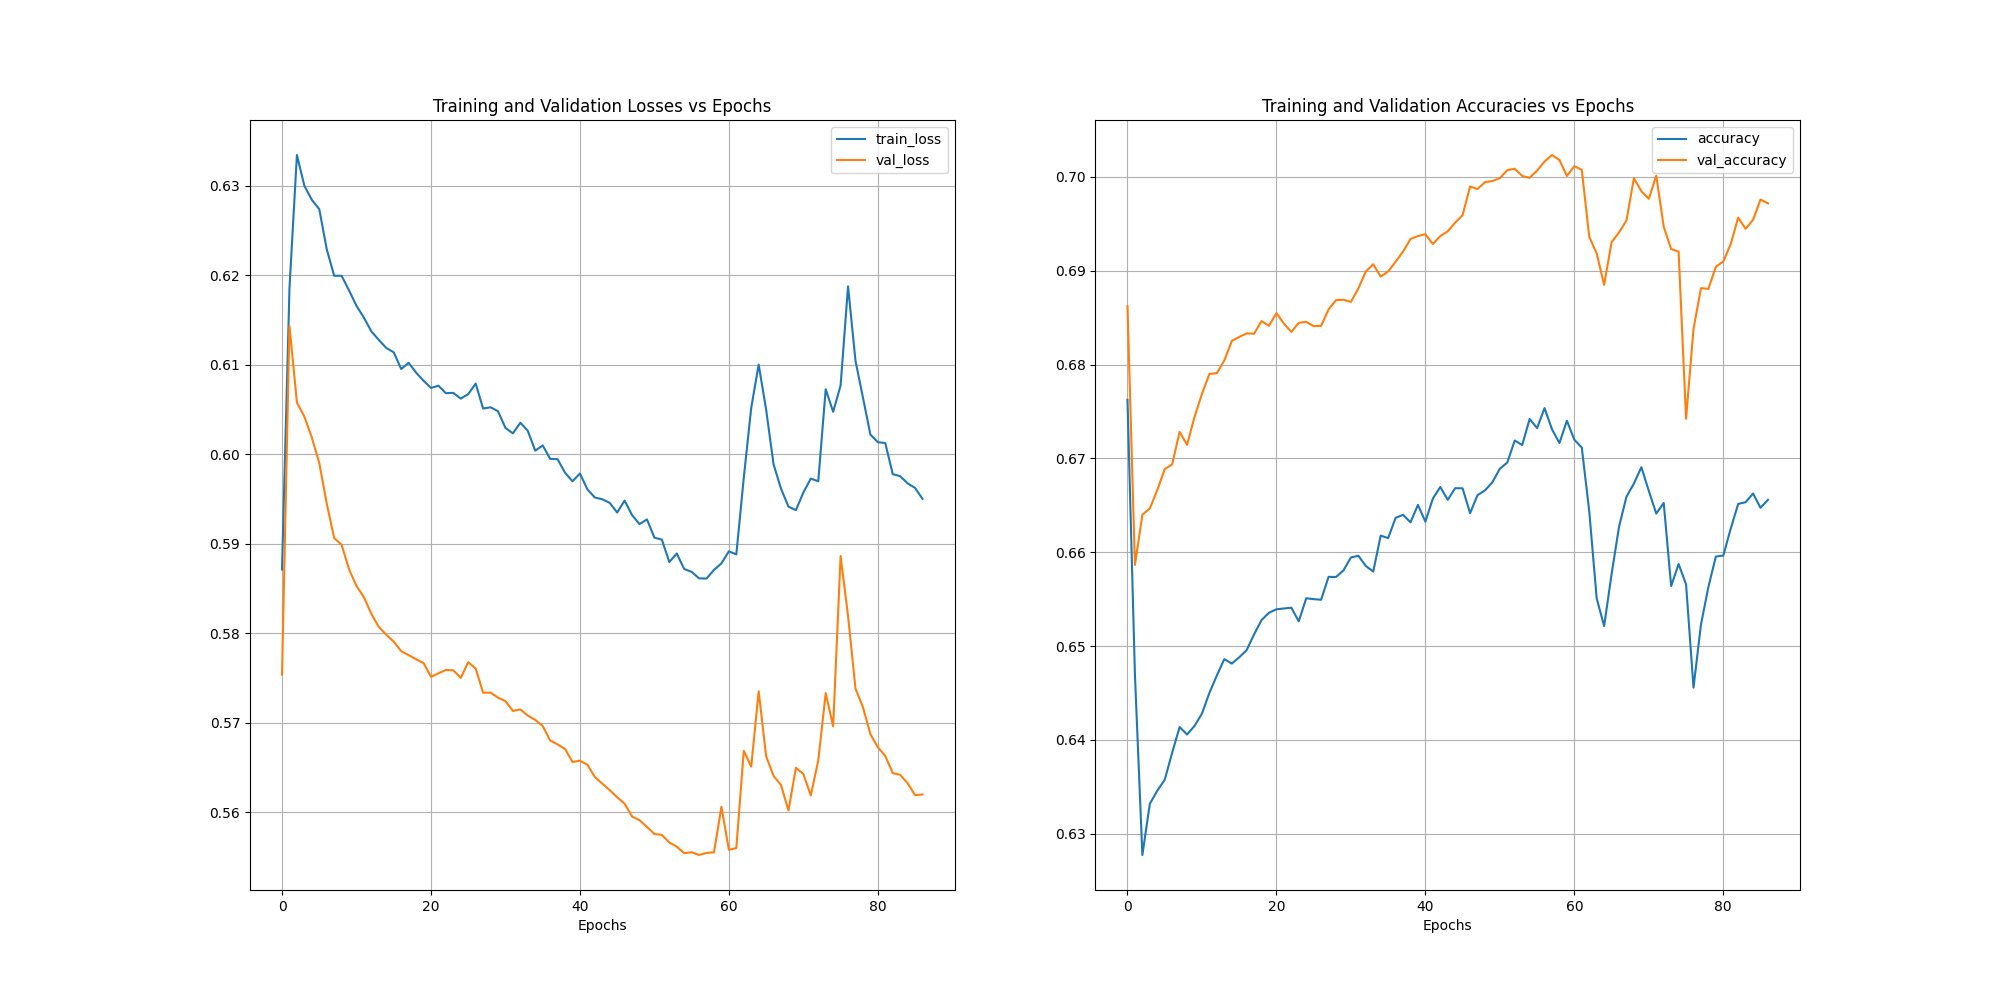 Training and Validation Losses vs Epochs
train_loss
val_loss
0.63
0.62
0.61
0.60
0.59
0.58
0.57
0.56
0 20 40 60 80
Epochs
Training and Validation Accuracies vs Epochs
accuracy
val_accuracy
0.70
0.69
0.68
0.67
0.66
0.65
0.64
0.63
0 20 40 60 80
Epochs